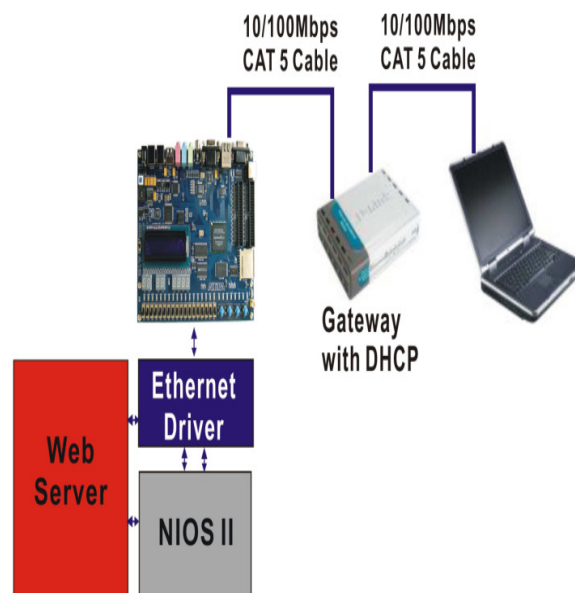 10/100Mbps
CAT 5 Cable
10/100Mbps
CAT 5 Cable
D-Link
Gateway
with DHCP
Ethernet
Driver
Web
Server
NIOS II